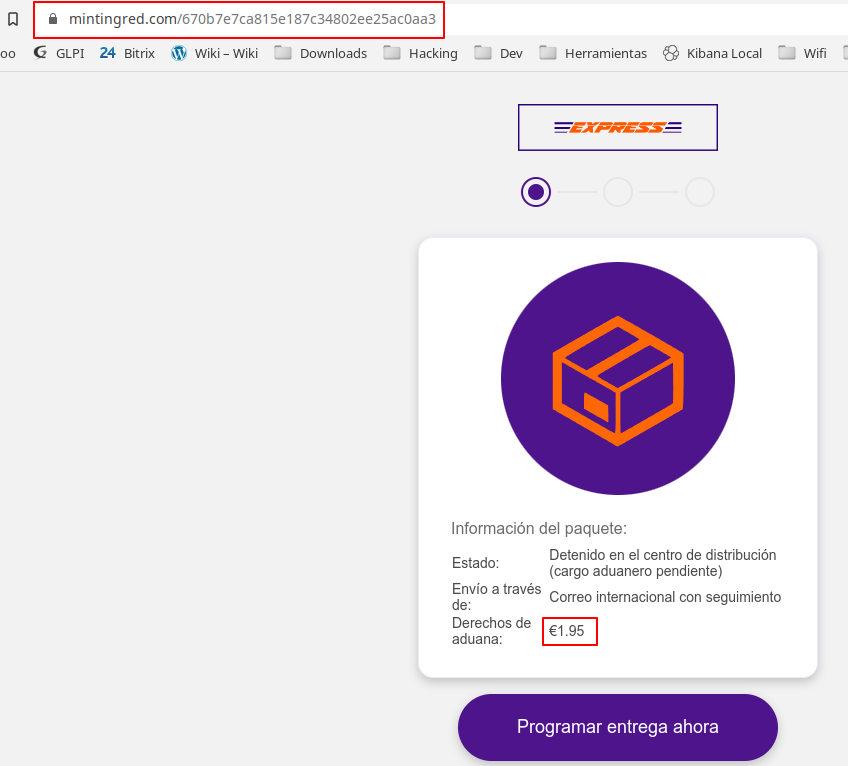 mintingred.com/670b7e7ca815e187c34802ee25ac0aa3
oo GLPI 24 Bitrix Wiki – Wiki Downloads Hacking Dev Herramientas Kibana Local Wifi
EXPRESS
Información del paquete:
Estado: Detenido en el centro de distribución
(cargo aduanero pendiente)
Envío a través
de: Correo internacional con seguimiento
Derechos de
aduana: €1.95
Programar entrega ahora